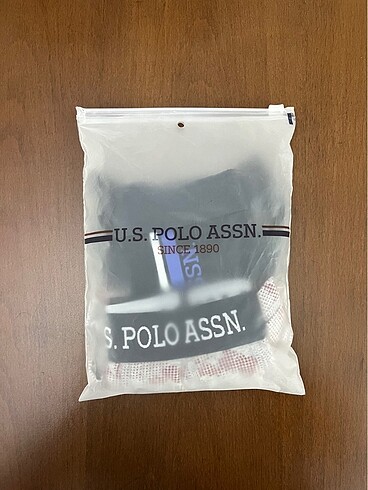 U.S. POLO ASSN.
SINCE 1890
S. POLO ASSN.